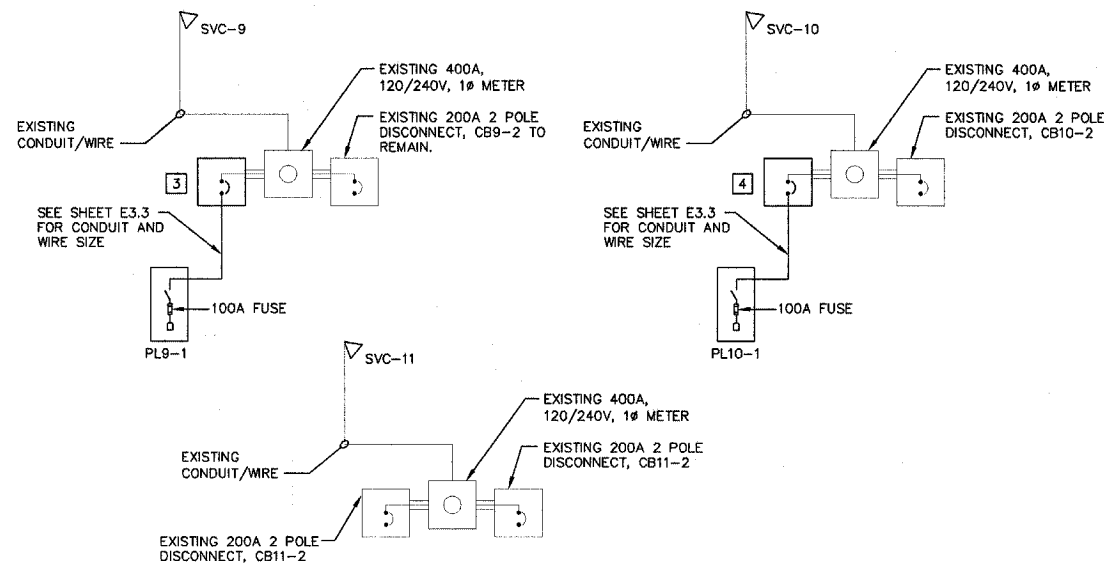 SVC-9
EXISTING 400A,
120/240V, 1ø METER
EXISTING
CONDUIT/WIRE
EXISTING 200A 2 POLE
DISCONNECT, CB9-2 TO
REMAIN.
3
SEE SHEET E3.3
FOR CONDUIT AND
WIRE SIZE
100A FUSE
PL9-1
SVC-10
EXISTING 400A,
120/240V, 1ø METER
EXISTING
CONDUIT/WIRE
EXISTING 200A 2 POLE
DISCONNECT, CB10-2
4
SEE SHEET E3.3
FOR CONDUIT AND
WIRE SIZE
100A FUSE
PL10-1
SVC-11
EXISTING 400A,
120/240V, 1ø METER
EXISTING
CONDUIT/WIRE
EXISTING 200A 2 POLE
DISCONNECT, CB11-2
EXISTING 200A 2 POLE
DISCONNECT, CB11-2